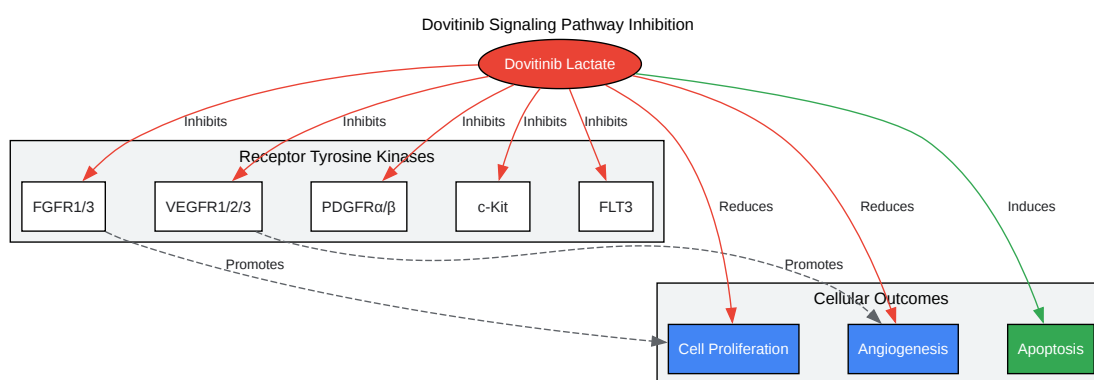 Dovitinib Signaling Pathway Inhibition
Dovitinib Lactate
Inhibits
Inhibits
Inhibits
Inhibits
Inhibits
Receptor Tyrosine Kinases
FGFR1/3
VEGFR1/2/3
PDGFRα/β
c-Kit
FLT3
Reduces
Reduces
Induces
Promotes
Promotes
Cellular Outcomes
Cell Proliferation
Angiogenesis
Apoptosis